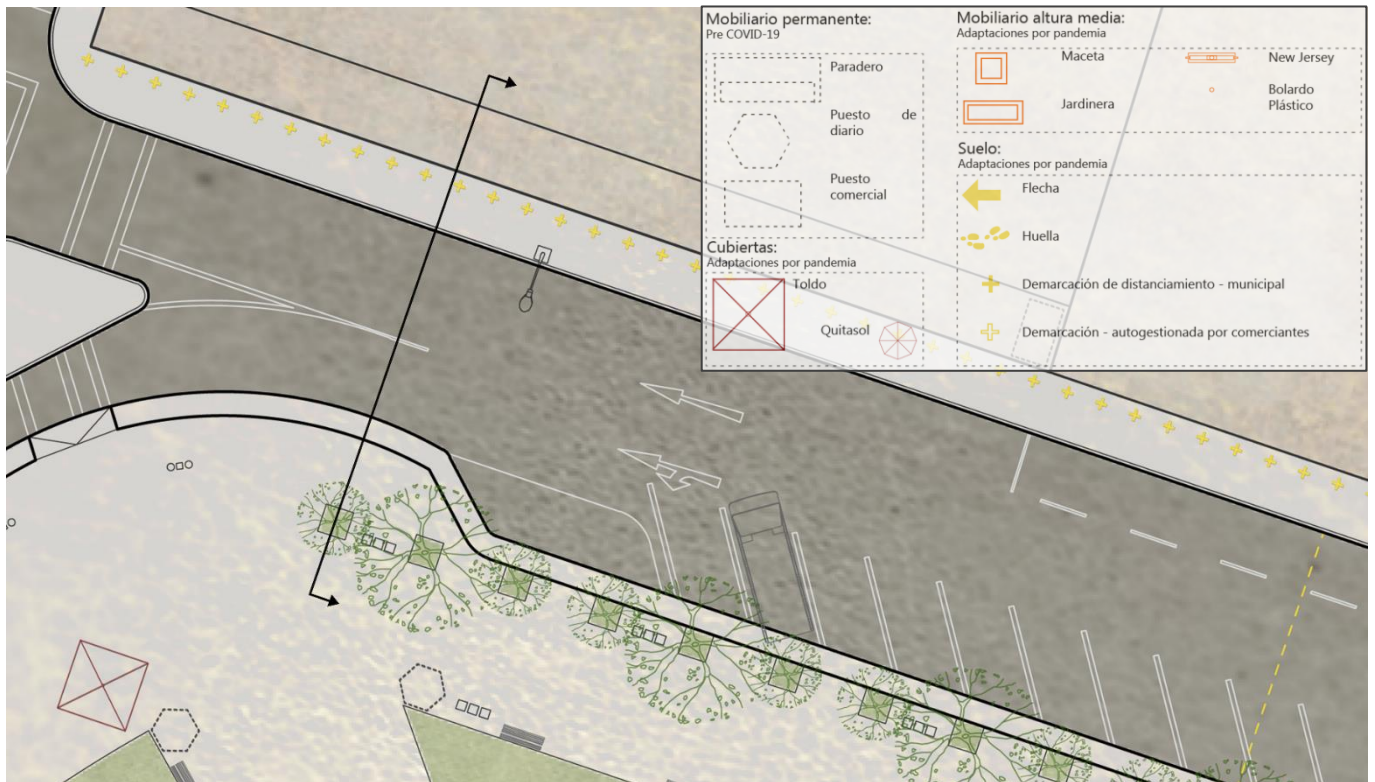 Mobiliario permanente:
Pre COVID-19
Paradero
Puesto de
diario
Puesto
comercial
Cubiertas:
Adaptaciones por pandemia
Toldo
Quitasol
Mobiliario altura media:
Adaptaciones por pandemia
Maceta
New Jersey
Jardinera
Bolardo
Plástico
Suelo:
Adaptaciones por pandemia
Flecha
Huella
Demarcación de distanciamiento - municipal
Demarcación - autogestionada por comerciantes